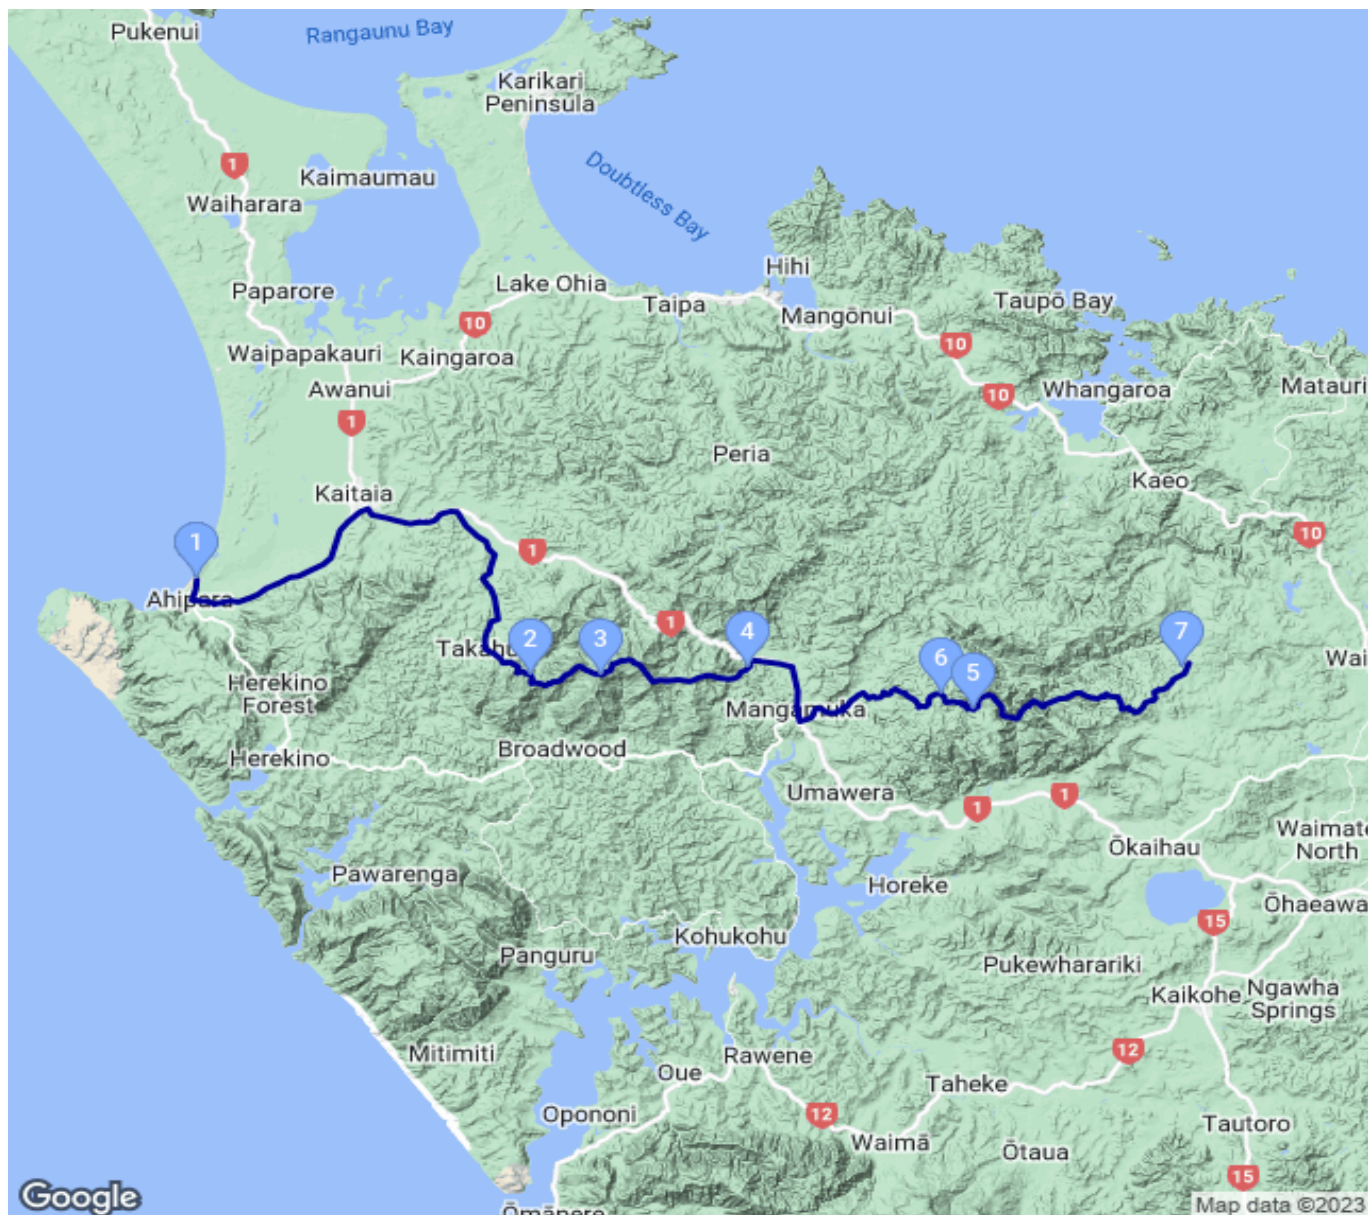 Pukenui
Rangaunu Bay
Karikari
Peninsula
1
Kaimaumau
Waiharara
Doubtless Bay
Hihi
Lake Ohia
Paparore
Taipa
Taupō Bay
Mangōnui
10
10
Waipapakauri
Kaingaroa
Awanui
10
Whangaroa
Matauri
1
Peria
Kaeo
Kaitaia
10
1
1
Ahipara
1
7
2
3
4
6
5
Wai
Herekino
Forest
Mangamuka
Broadwood
Herekino
Umawera
1
1
Ōkaihau
Waimate
North
Pawarenga
Horeke
Ōhaeawa
15
Kohukohu
Panguru
Pukewharariki
Kaikohe
Ngawha
Springs
Mitimiti
Rawene
12
Oue
Taheke
Opononi
12
Waimā
Tautoro
Ōtaua
15
Google
Map data ©2023